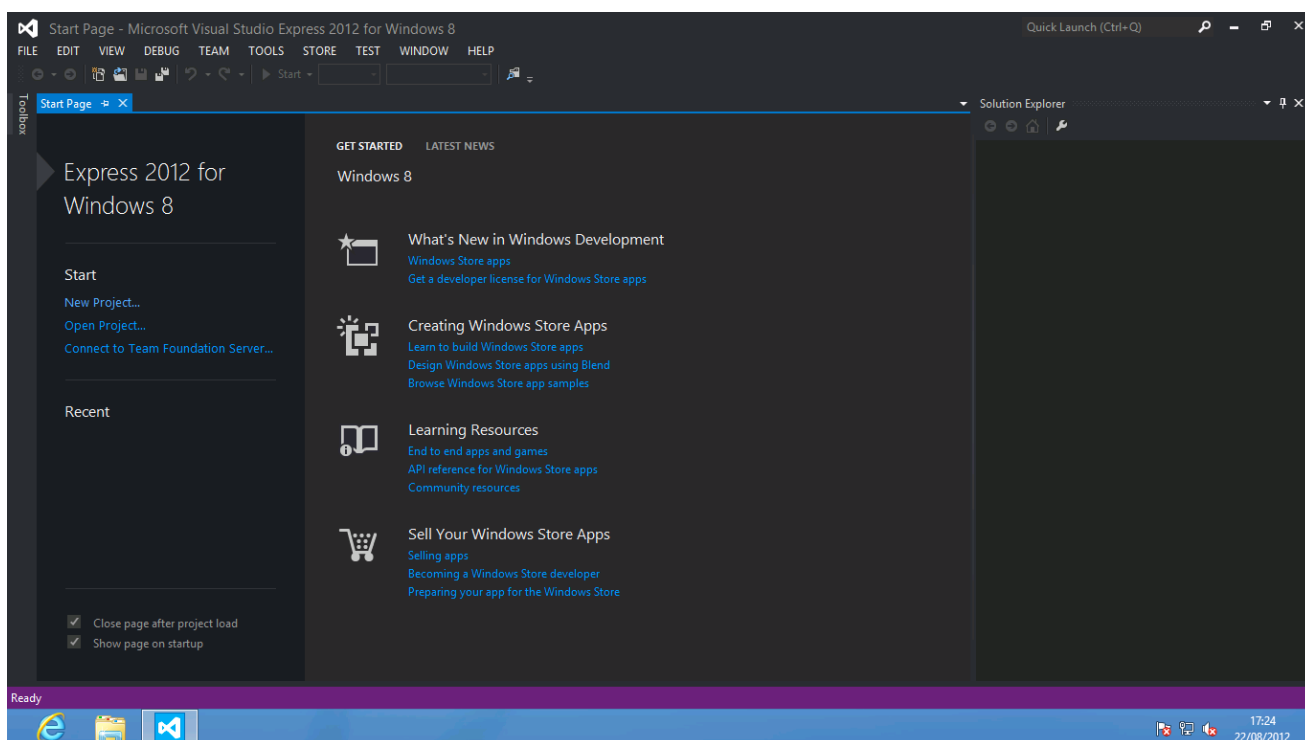 Start Page - Microsoft Visual Studio Express 2012 for Windows 8
Quick Launch (Ctrl+Q)
FILE EDIT VIEW DEBUG TEAM TOOLS STORE TEST WINDOW HELP
Start
Toolbox
Start Page
Solution Explorer
Express 2012 for
Windows 8
Start
New Project...
Open Project...
Connect to Team Foundation Server...
Recent
Close page after project load
Show page on startup
GET STARTED LATEST NEWS
Windows 8
What's New in Windows Development
Windows Store apps
Get a developer license for Windows Store apps
Creating Windows Store Apps
Learn to build Windows Store apps
Design Windows Store apps using Blend
Browse Windows Store app samples
Learning Resources
End to end apps and games
API reference for Windows Store apps
Community resources
Sell Your Windows Store Apps
Selling apps
Becoming a Windows Store developer
Preparing your app for the Windows Store
Ready
17:24
22/08/2012